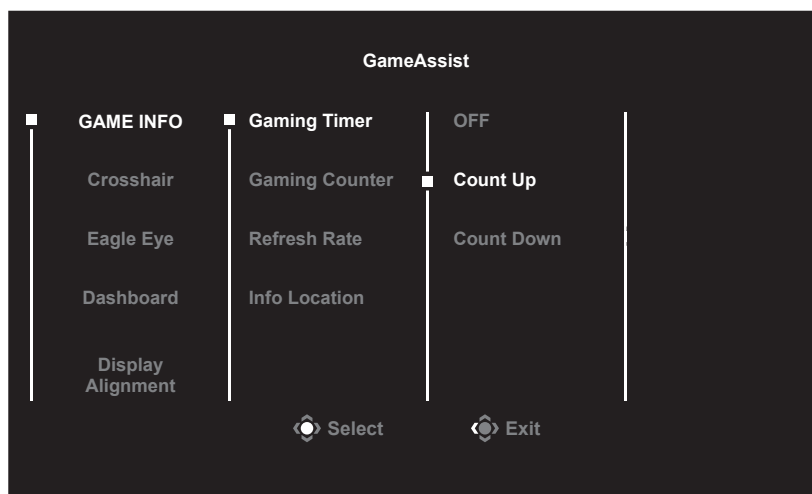 GameAssist
GAME INFO
Crosshair
Eagle Eye
Dashboard
Display
Alignment
Gaming Timer
Gaming Counter
Refresh Rate
Info Location
OFF
Count Up
Count Down
Select
Exit